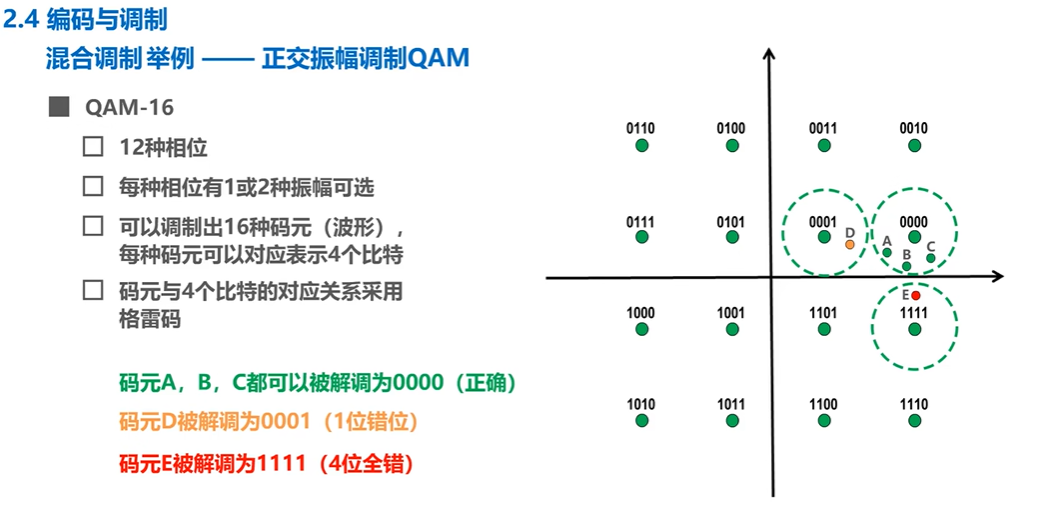 2.4 编码与调制
混合调制 举例 —— 正交振幅调制QAM
QAM-16
12种相位
每种相位有1或2种振幅可选
可以调制出16种码元（波形），
每种码元可以对应表示4个比特
码元与4个比特的对应关系采用
格雷码
码元A，B，C都可以被解调为0000（正确）
码元D被解调为0001（1位错位）
码元E被解调为1111（4位全错）
0110 0100 0011 0010
0111 0101 0001 0000
D A B C
E
1000 1001 1101 1111
1010 1011 1100 1110